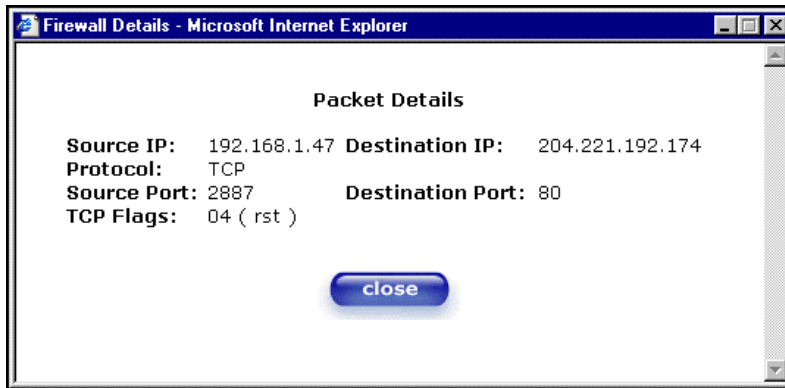 Firewall Details - Microsoft Internet Explorer
Packet Details
Source IP: 192.168.1.47 Destination IP: 204.221.192.174
Protocol: TCP
Source Port: 2887 Destination Port: 80
TCP Flags: 04 ( rst )
close